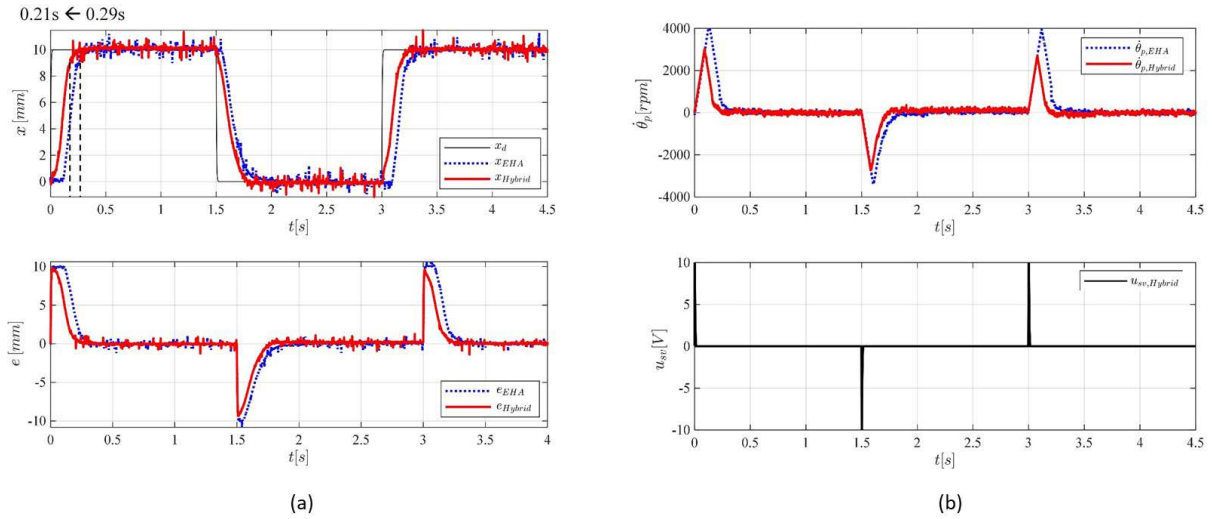 0.21s ← 0.29s
x [mm]
12
10
8
6
4
2
0
x_d
x_EHA
x_Hybrid
0 0.5 1 1.5 2 2.5 3 3.5 4 4.5
t[s]
e [mm]
10
5
0
-5
-10
e_EHA
e_Hybrid
0 0.5 1 1.5 2 2.5 3 3.5 4
t[s]
(a)
θ̇_p[rpm]
4000
2000
0
-2000
-4000
θ̇_p,EHA
θ̇_p,Hybrid
0 0.5 1 1.5 2 2.5 3 3.5 4 4.5
t[s]
u_sv[V]
10
5
0
-5
-10
u_sv,Hybrid
0 0.5 1 1.5 2 2.5 3 3.5 4 4.5
t[s]
(b)